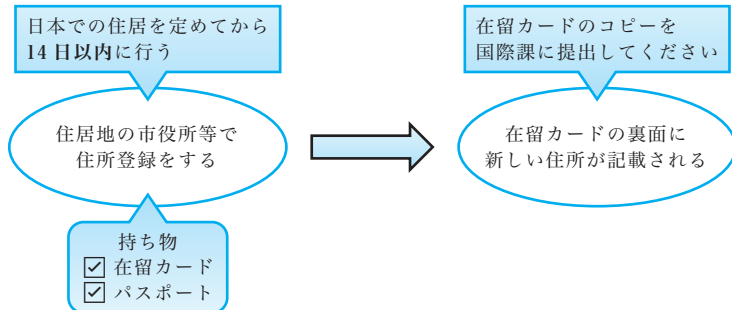 日本での住居を定めてから
14日以内に行う
住居地の市役所等で
住所登録をする
持ち物
在留カード
パスポート
在留カードのコピーを
国際課に提出してください
在留カードの裏面に
新しい住所が記載される